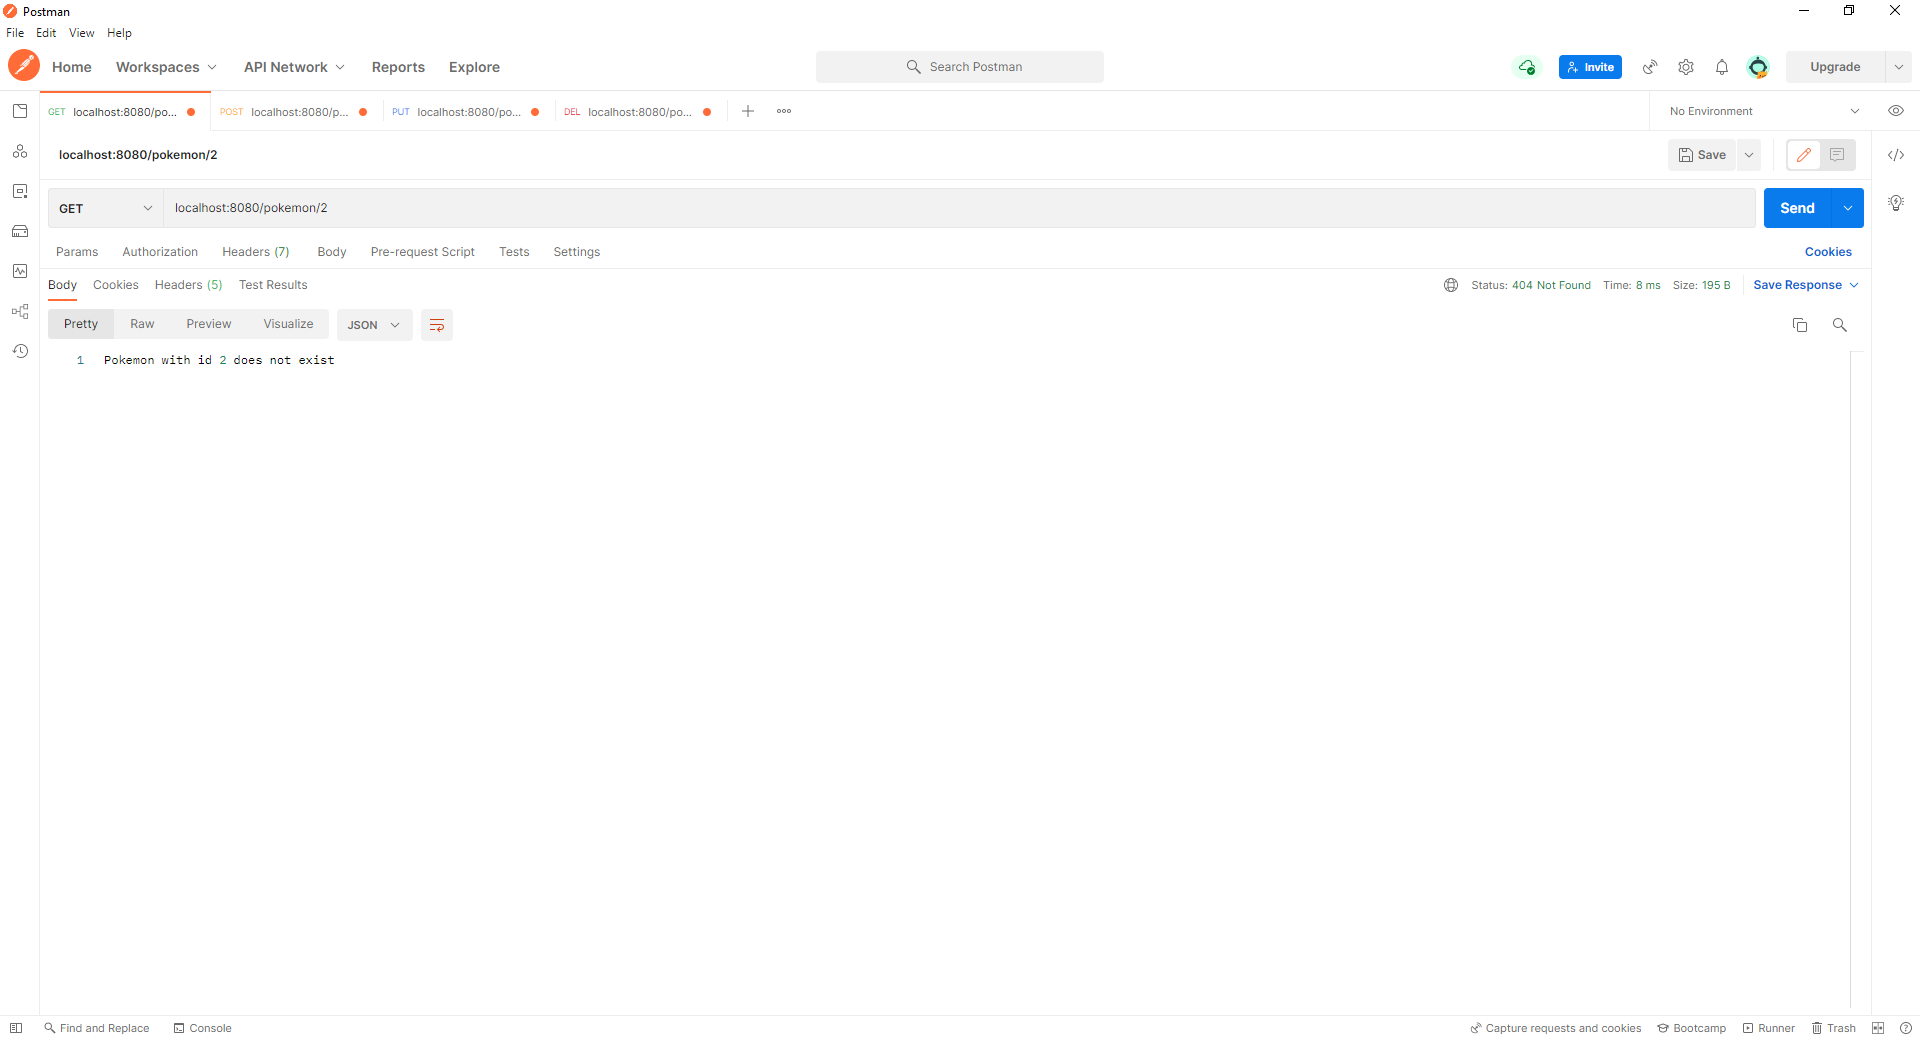 Postman
File Edit View Help
Home Workspaces API Network Reports Explore Search Postman Invite Upgrade
GET localhost:8080/po... POST localhost:8080/p... PUT localhost:8080/po... DEL localhost:8080/po... No Environment
localhost:8080/pokemon/2 Save
GET localhost:8080/pokemon/2 Send
Params Authorization Headers (7) Body Pre-request Script Tests Settings Cookies
Body Cookies Headers (5) Test Results Status: 404 Not Found Time: 8 ms Size: 195 B Save Response
Pretty Raw Preview Visualize JSON
1 Pokemon with id 2 does not exist
Find and Replace Console Capture requests and cookies Bootcamp Runner Trash